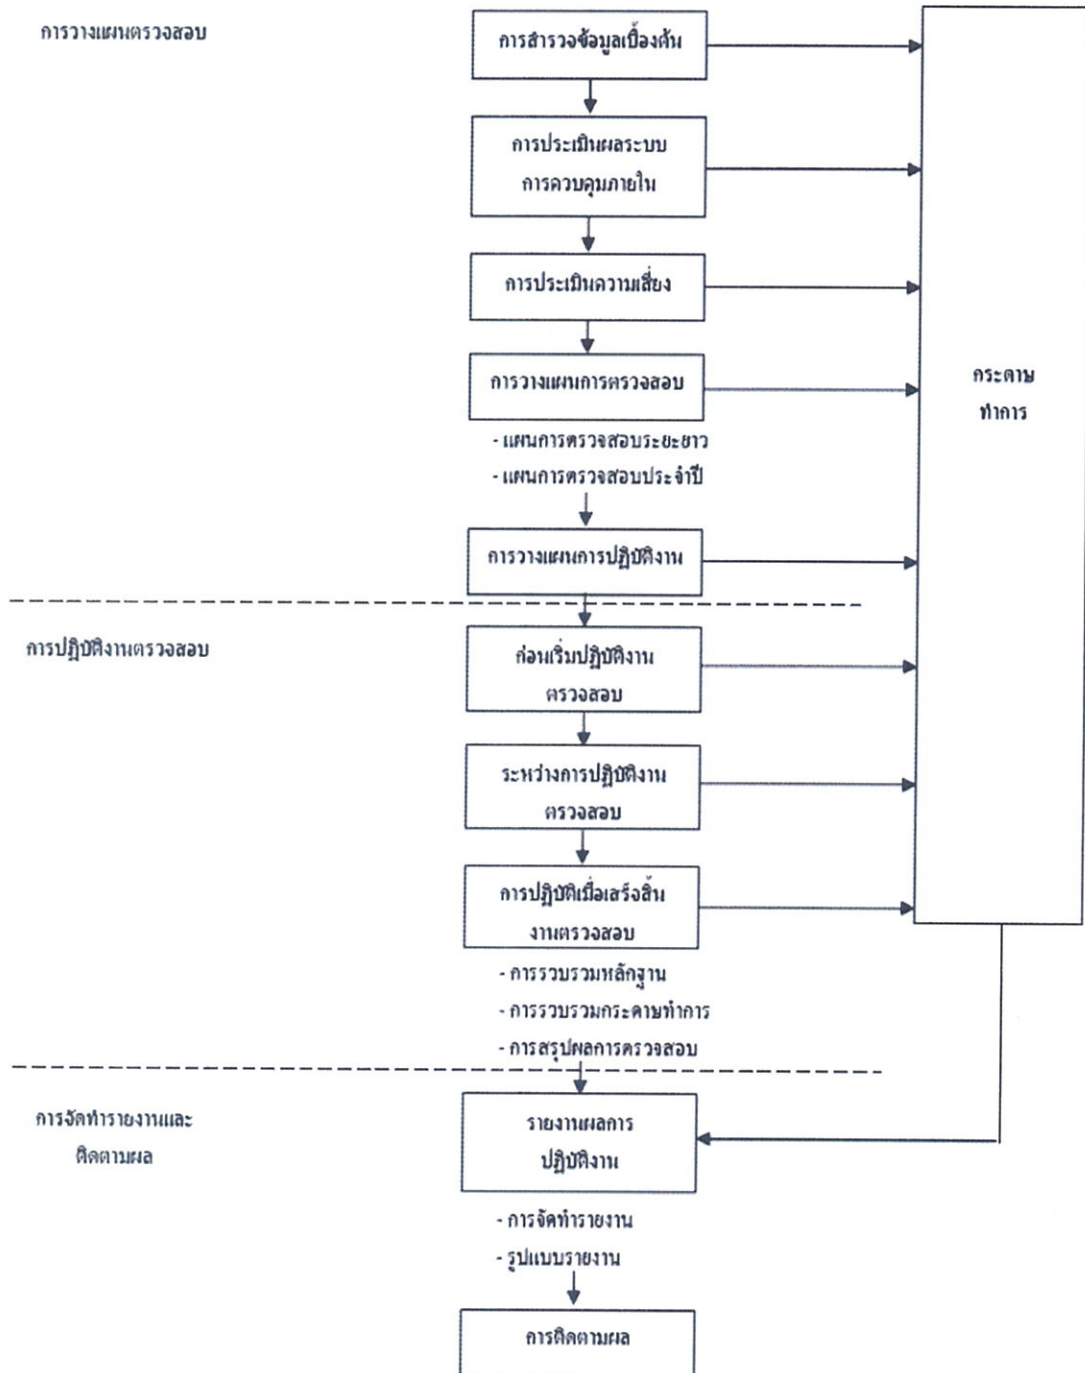 การวางแผนตรวจสอบ
การสำรวจข้อมูลเบื้องต้น
การประเมินผลระบบ
การควบคุมภายใน
การประเมินความเสี่ยง
การวางแผนการตรวจสอบ
- แผนการตรวจสอบระยะยาว
- แผนการตรวจสอบประจำปี
การวางแผนการปฏิบัติงาน
กระดาษ
ทำการ
การปฏิบัติงานตรวจสอบ
ก่อนเริ่มปฏิบัติงาน
ตรวจสอบ
ระหว่างการปฏิบัติงาน
ตรวจสอบ
การปฏิบัติเมื่อเสร็จสิ้น
งานตรวจสอบ
- การรวบรวมหลักฐาน
- การรวบรวมกระดาษทำการ
- การสรุปผลการตรวจสอบ
การจัดทำรายงานและ
ติดตามผล
รายงานผลการ
ปฏิบัติงาน
- การจัดทำรายงาน
- รูปแบบรายงาน
การติดตามผล